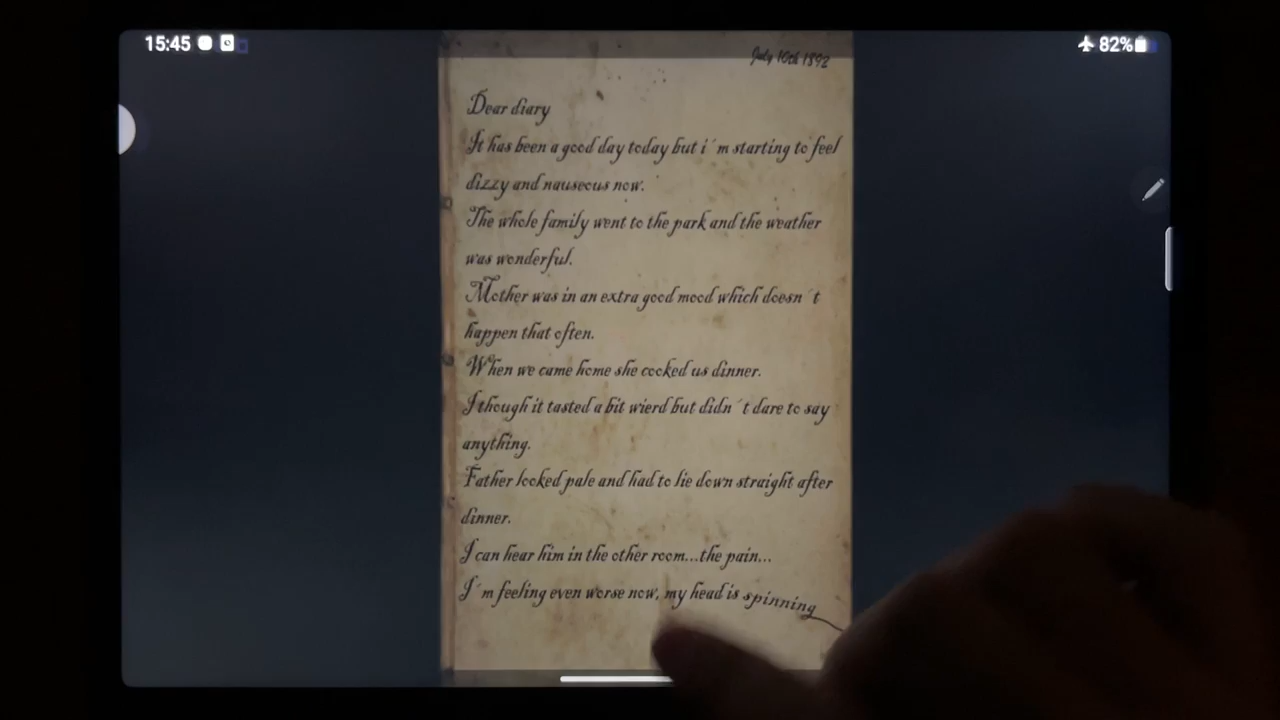 15:45
82%
July 10th 1892
Dear diary
It has been a good day today but i´m starting to feel
dizzy and nauseous now.
The whole family went to the park and the weather
was wonderful.
Mother was in an extra good mood which doesn´t
happen that often.
When we came home she cooked us dinner.
I though it tasted a bit wierd but didn´t dare to say
anything.
Father looked pale and had to lie down straight after
dinner.
I can hear him in the other room...the pain...
I´m feeling even worse now, my head is spinning